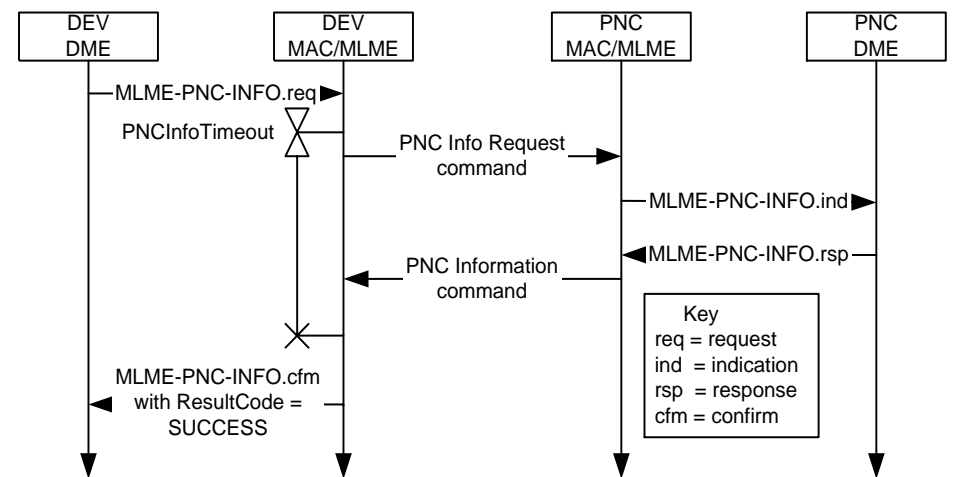 DEV
DME
DEV
MAC/MLME
PNC
MAC/MLME
PNC
DME
MLME-PNC-INFO.req
PNCInfoTimeout
PNC Info Request
command
MLME-PNC-INFO.ind
MLME-PNC-INFO.rsp
PNC Information
command
Key
req = request
ind = indication
rsp = response
cfm = confirm
MLME-PNC-INFO.cfm
with ResultCode =
SUCCESS